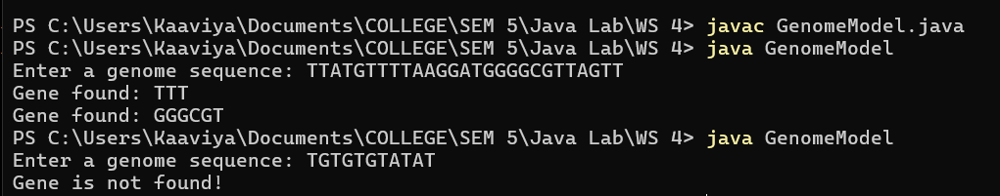 PS C:\Users\Kaaviya\Documents\COLLEGE\SEM 5\Java Lab\WS 4> javac GenomeModel.java
PS C:\Users\Kaaviya\Documents\COLLEGE\SEM 5\Java Lab\WS 4> java GenomeModel
Enter a genome sequence: TTATGTTTTAAGGATGGGGCGTTAGTT
Gene found: TTT
Gene found: GGGCGT
PS C:\Users\Kaaviya\Documents\COLLEGE\SEM 5\Java Lab\WS 4> java GenomeModel
Enter a genome sequence: TGTGTGTATAT
Gene is not found!